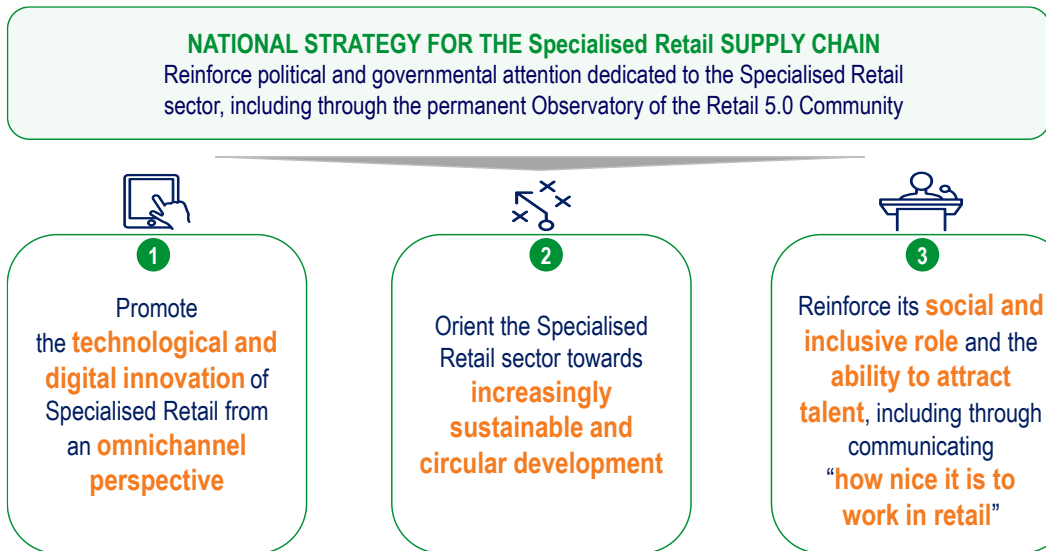 NATIONAL STRATEGY FOR THE Specialised Retail SUPPLY CHAIN
Reinforce political and governmental attention dedicated to the Specialised Retail
sector, including through the permanent Observatory of the Retail 5.0 Community
1
Promote
the technological and
digital innovation of
Specialised Retail from
an omnichannel
perspective
2
Orient the Specialised
Retail sector towards
increasingly
sustainable and
circular development
3
Reinforce its social and
inclusive role and the
ability to attract
talent, including through
communicating
“how nice it is to
work in retail”